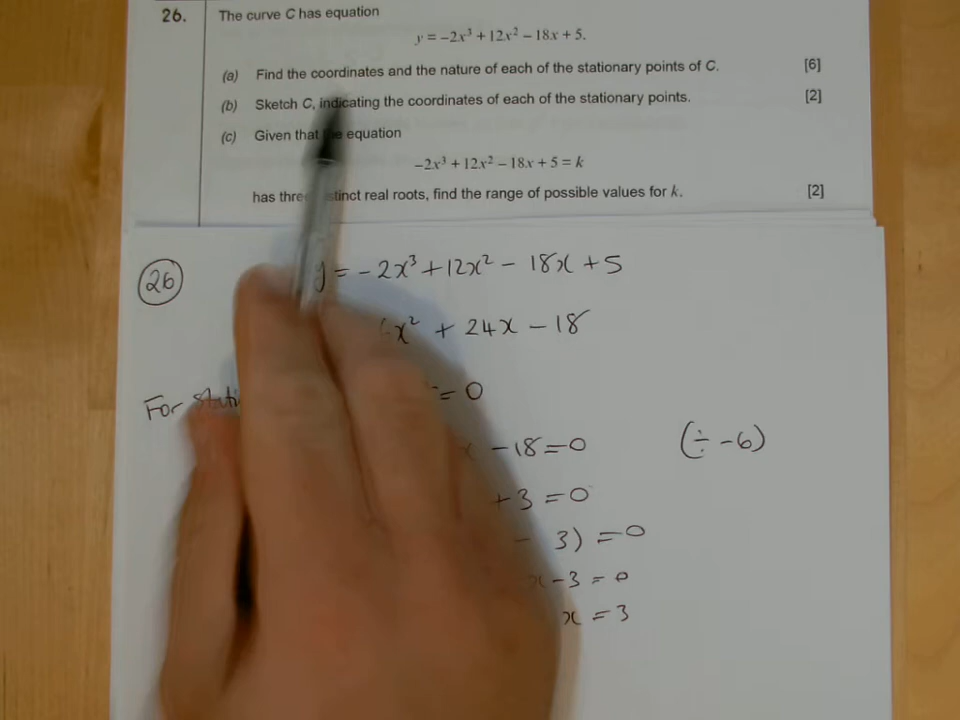 26. The curve C has equation
y = −2x³ + 12x² − 18x + 5.
(a) Find the coordinates and the nature of each of the stationary points of C. [6]
(b) Sketch C, indicating the coordinates of each of the stationary points. [2]
(c) Given that the equation
−2x³ + 12x² − 18x + 5 = k
has three distinct real roots, find the range of possible values for k. [2]
26 y = −2x³ + 12x² − 18x + 5
x² + 24x − 18
For = 0
− 18 = 0 (÷ −6)
+ 3 = 0
− 3) = 0
x − 3 = 0
x = 3